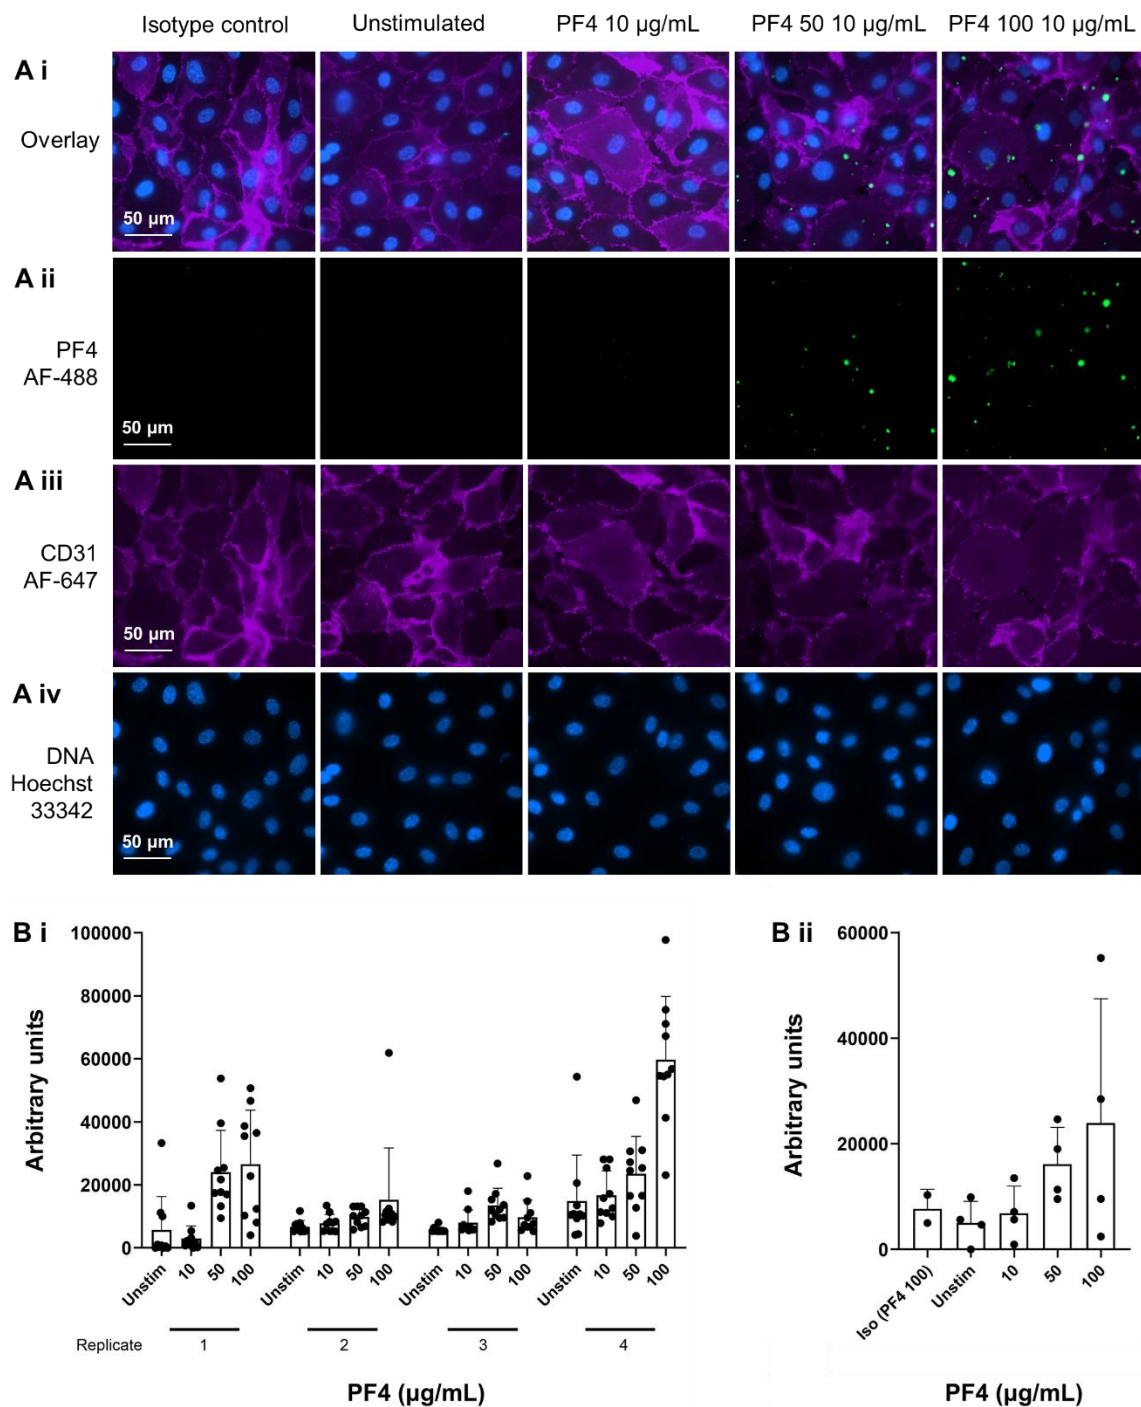 Isotype control Unstimulated PF4 10 µg/mL PF4 50 10 µg/mL PF4 100 10 µg/mL
A i
Overlay
50 µm
A ii
PF4
AF-488
50 µm
A iii
CD31
AF-647
50 µm
A iv
DNA
Hoechst
33342
50 µm
B i
Arbitrary units
100000
80000
60000
40000
20000
0
Unstim 10 50 100 Unstim 10 50 100 Unstim 10 50 100 Unstim 10 50 100
Replicate 1 2 3 4
PF4 (µg/mL)
B ii
Arbitrary units
60000
40000
20000
0
Iso (PF4 100) Unstim 10 50 100
PF4 (µg/mL)